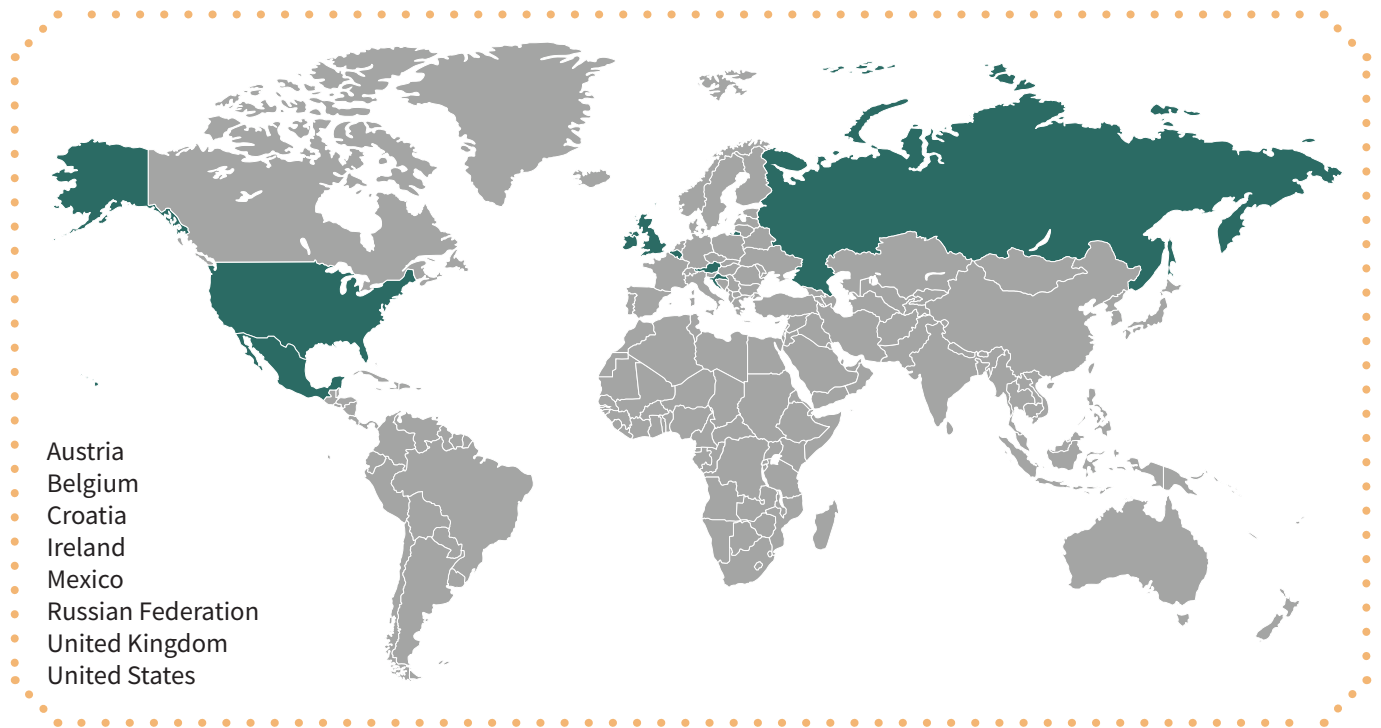 Austria
Belgium
Croatia
Ireland
Mexico
Russian Federation
United Kingdom
United States